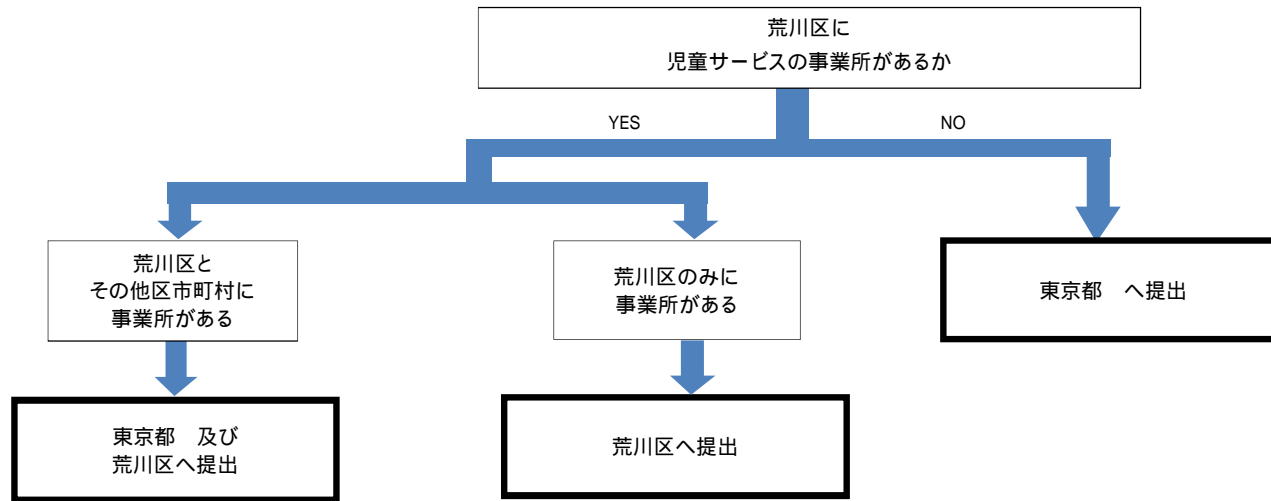 荒川区に
児童サービスの事業所があるか
YES
NO
荒川区と
その他区市町村に
事業所がある
荒川区のみに
事業所がある
東京都　へ提出
東京都　及び
荒川区へ提出
荒川区へ提出